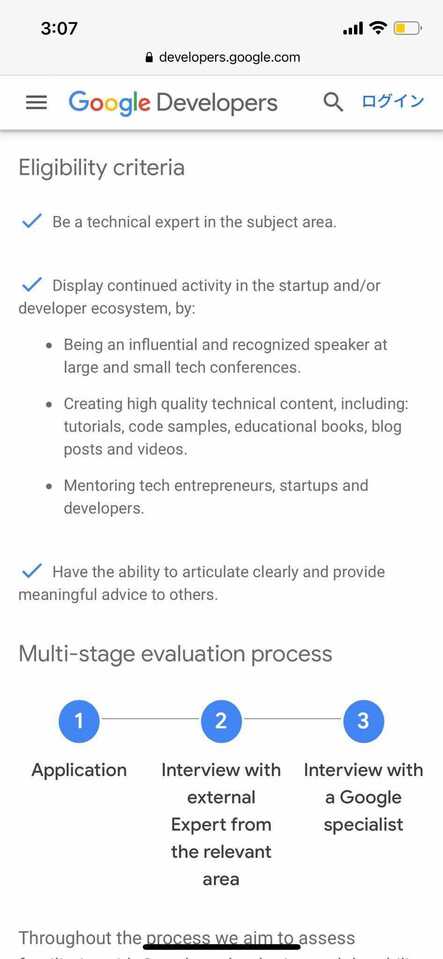 3:07
developers.google.com
Google Developers
ログイン
Eligibility criteria
Be a technical expert in the subject area.
Display continued activity in the startup and/or
developer ecosystem, by:
Being an influential and recognized speaker at
large and small tech conferences.
Creating high quality technical content, including:
tutorials, code samples, educational books, blog
posts and videos.
Mentoring tech entrepreneurs, startups and
developers.
Have the ability to articulate clearly and provide
meaningful advice to others.
Multi-stage evaluation process
1
2
3
Application
Interview with
external
Expert from
the relevant
area
Interview with
a Google
specialist
Throughout the process we aim to assess